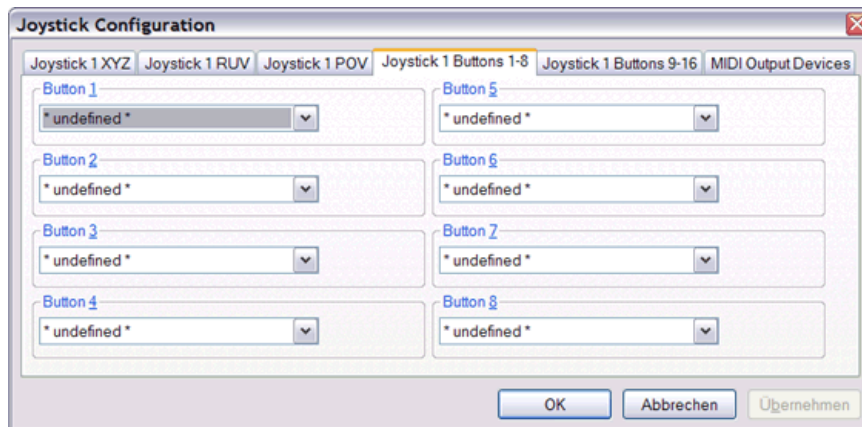 Joystick Configuration
Joystick 1 XYZ Joystick 1 RUV Joystick 1 POV Joystick 1 Buttons 1-8 Joystick 1 Buttons 9-16 MIDI Output Devices
Button 1 Button 5
* undefined * * undefined *
Button 2 Button 6
* undefined * * undefined *
Button 3 Button 7
* undefined * * undefined *
Button 4 Button 8
* undefined * * undefined *
OK Abbrechen Übernehmen